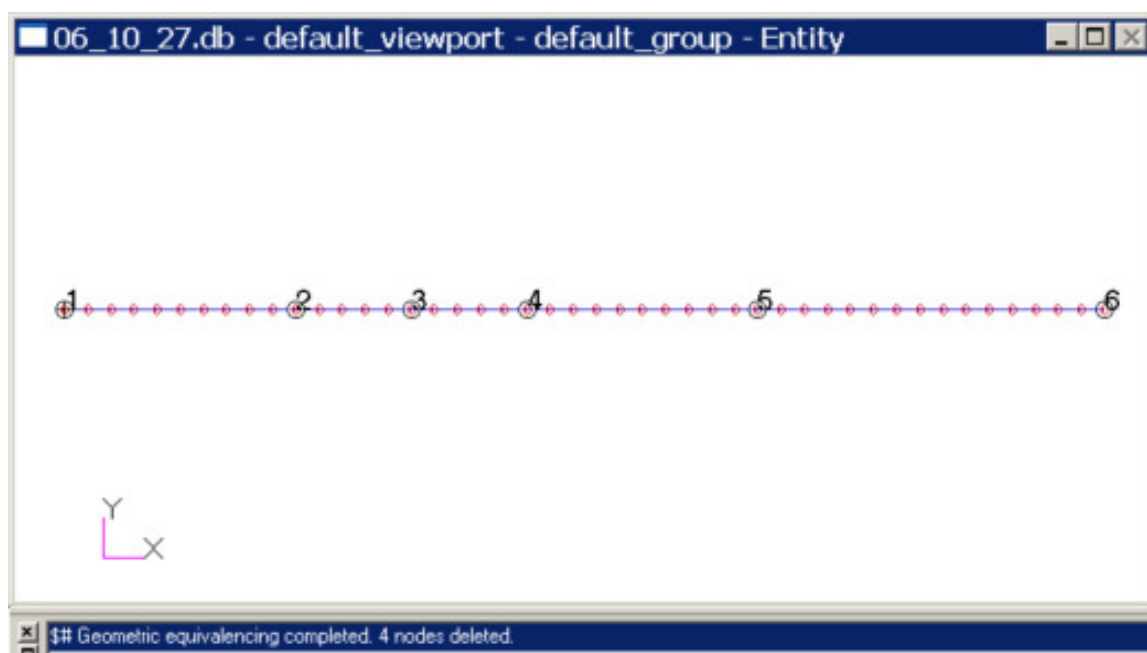 06_10_27.db - default_viewport - default_group - Entity
1 2 3 4 5 6
Y
X
$# Geometric equivalencing completed. 4 nodes deleted.